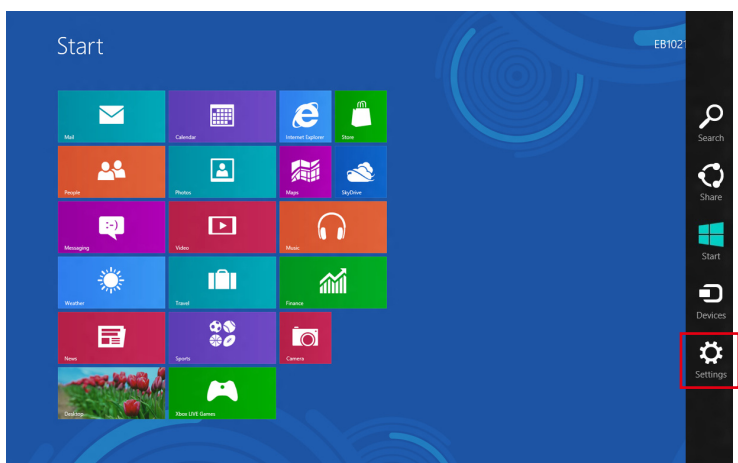 Start
EB1021
Mail
Calendar
Internet Explorer
Store
People
Photos
Maps
SkyDrive
Messaging
Video
Music
Weather
Travel
Finance
News
Sports
Camera
Desktop
Xbox LIVE Games
Search
Share
Start
Devices
Settings